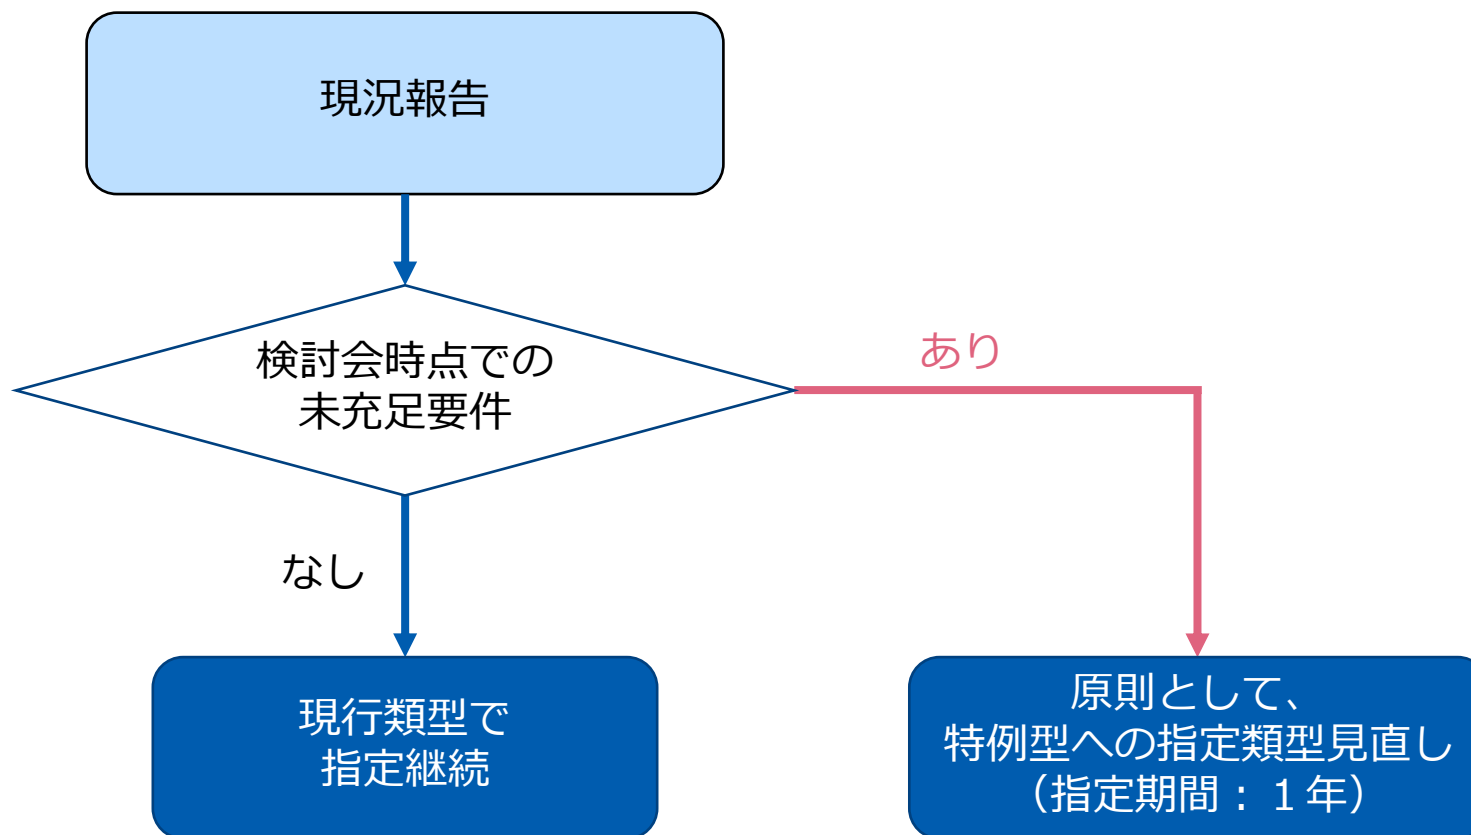 現況報告
検討会時点での
未充足要件
あり
なし
現行類型で
指定継続
原則として、
特例型への指定類型見直し
（指定期間：１年）